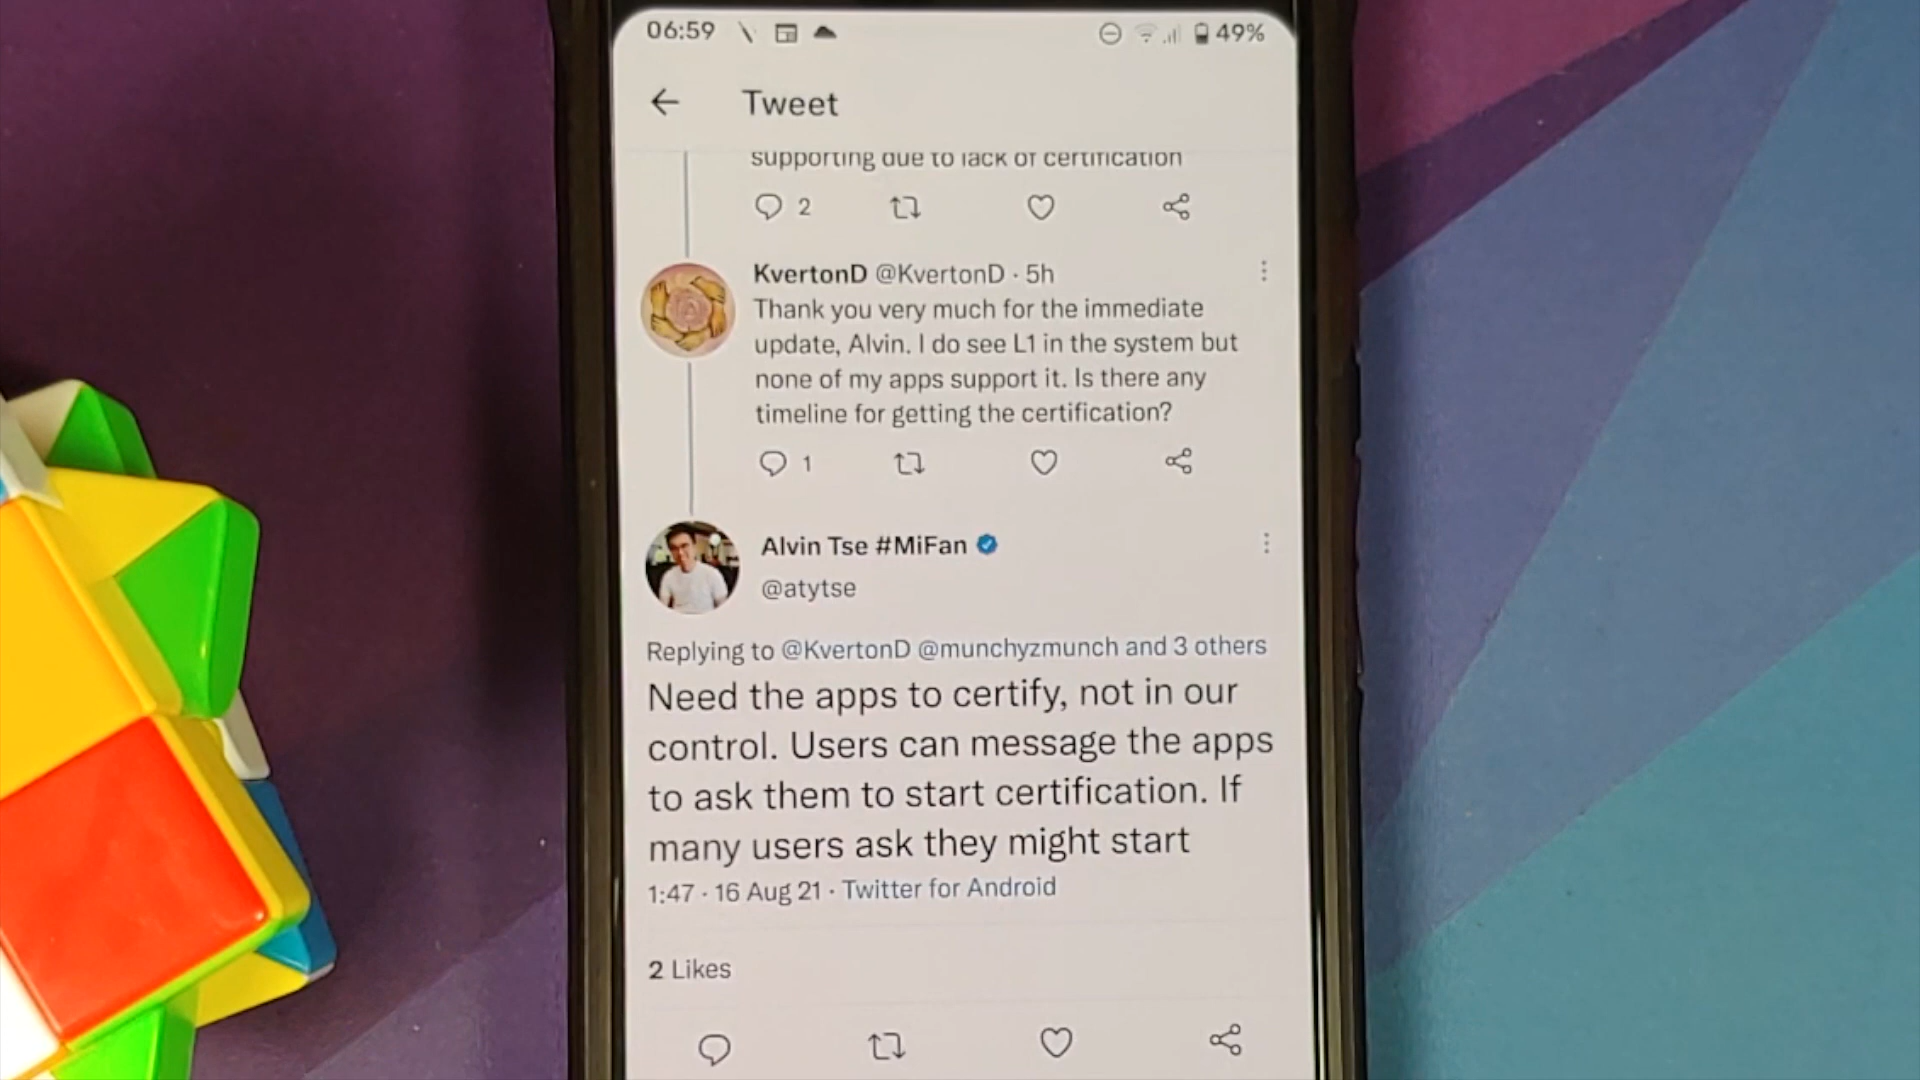 06:59
49%
Tweet
supporting due to lack of certification
2
KvertonD @KvertonD · 5h
Thank you very much for the immediate
update, Alvin. I do see L1 in the system but
none of my apps support it. Is there any
timeline for getting the certification?
1
Alvin Tse #MiFan
@atytse
Replying to @KvertonD @munchyzmunch and 3 others
Need the apps to certify, not in our
control. Users can message the apps
to ask them to start certification. If
many users ask they might start
1:47 · 16 Aug 21 · Twitter for Android
2 Likes